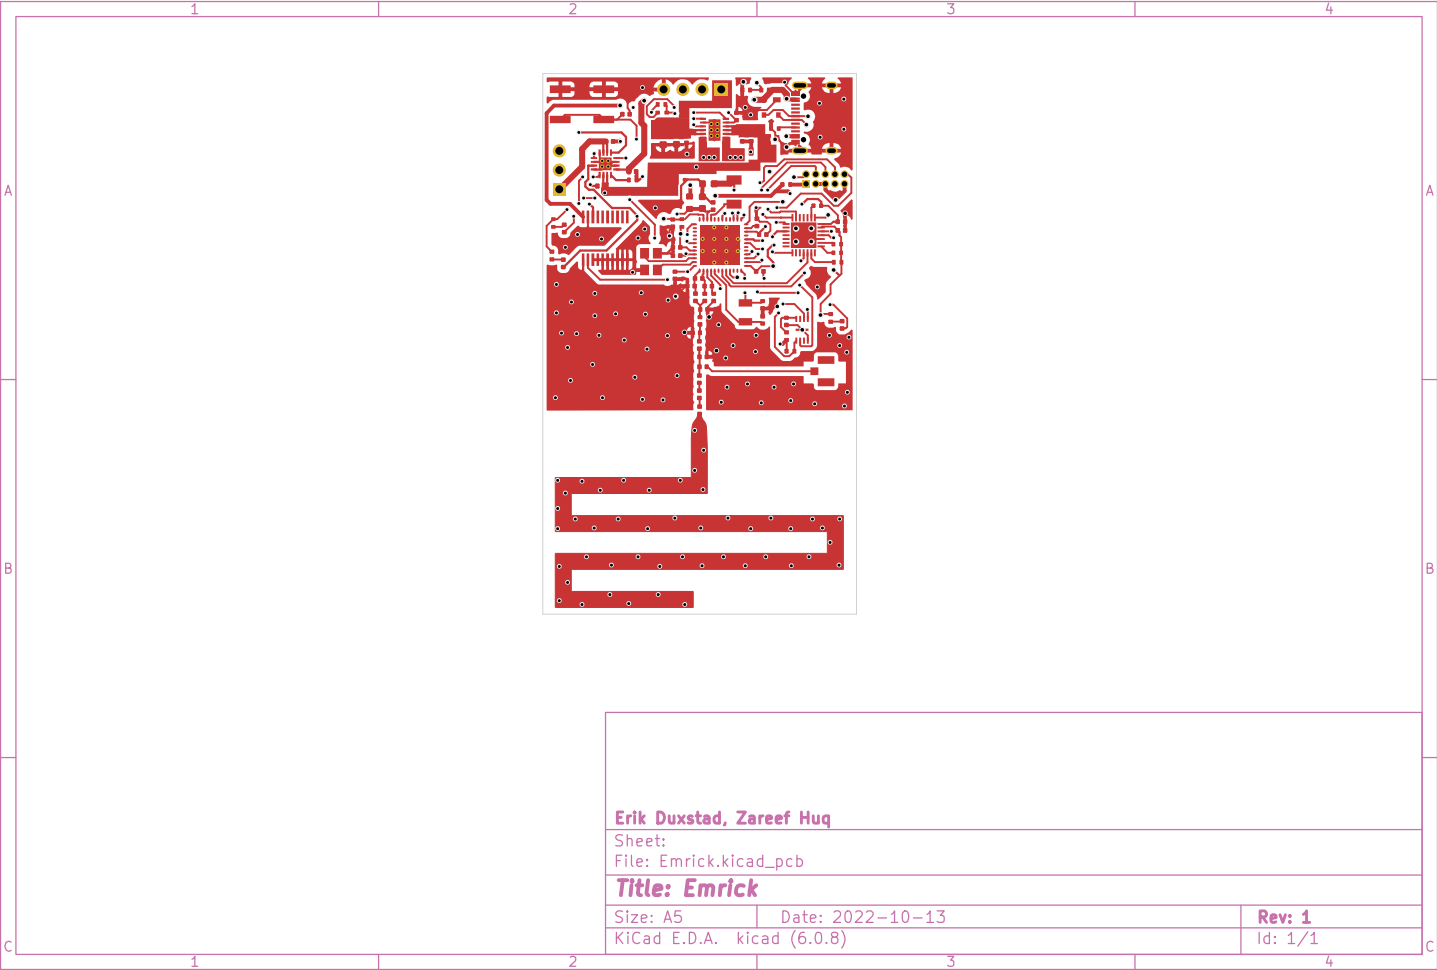 1 2 3 4
A A
B B
Erik Duxstad, Zareef Huq
Sheet:
File: Emrick.kicad_pcb
Title: Emrick
Size: A5 Date: 2022-10-13 Rev: 1
KiCad E.D.A. kicad (6.0.8) Id: 1/1
C C
1 2 3 4